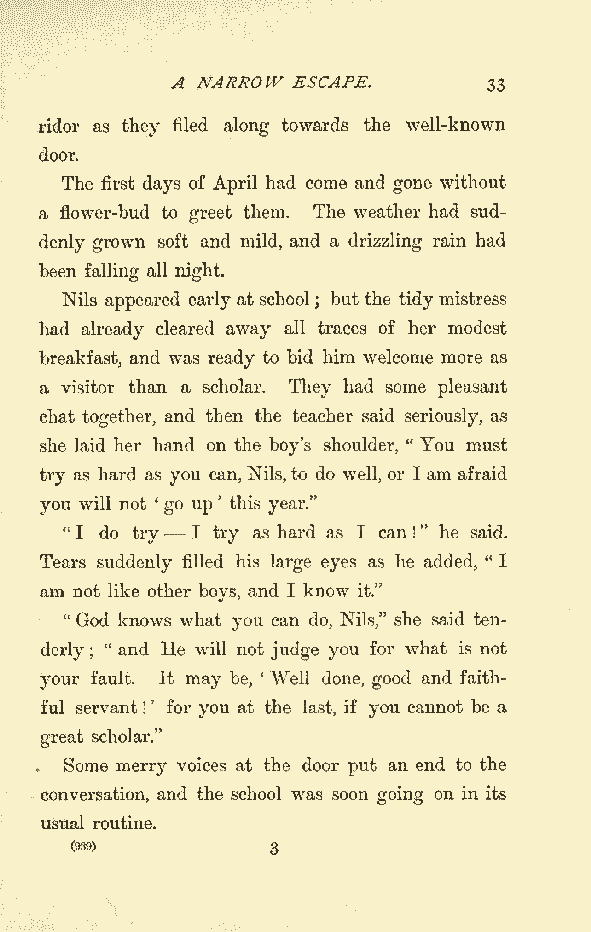 A NARROW ESCAPE. 33
ridor as they filed along towards the well-known
door.
The first days of April had come and gone without
a flower-bud to greet them. The weather had sud-
denly grown soft and mild, and a drizzling rain had
been falling all night.
Nils appeared early at school; but the tidy mistress
had already cleared away all traces of her modest
breakfast, and was ready to bid him welcome more as
a visitor than a scholar. They had some pleasant
chat together, and then the teacher said seriously, as
she laid her hand on the boy's shoulder, "You must
try as hard as you can, Nils, to do well, or I am afraid
you will not 'go up' this year."
"I do try—I try as hard as I can!" he said.
Tears suddenly filled his large eyes as he added, "I
am not like other boys, and I know it."
"God knows what you can do, Nils," she said ten-
derly; "and He will not judge you for what is not
your fault. It may be, 'Well done, good and faith-
ful servant!' for you at the last, if you cannot be a
great scholar."
Some merry voices at the door put an end to the
conversation, and the school was soon going on in its
usual routine.
(939) 3